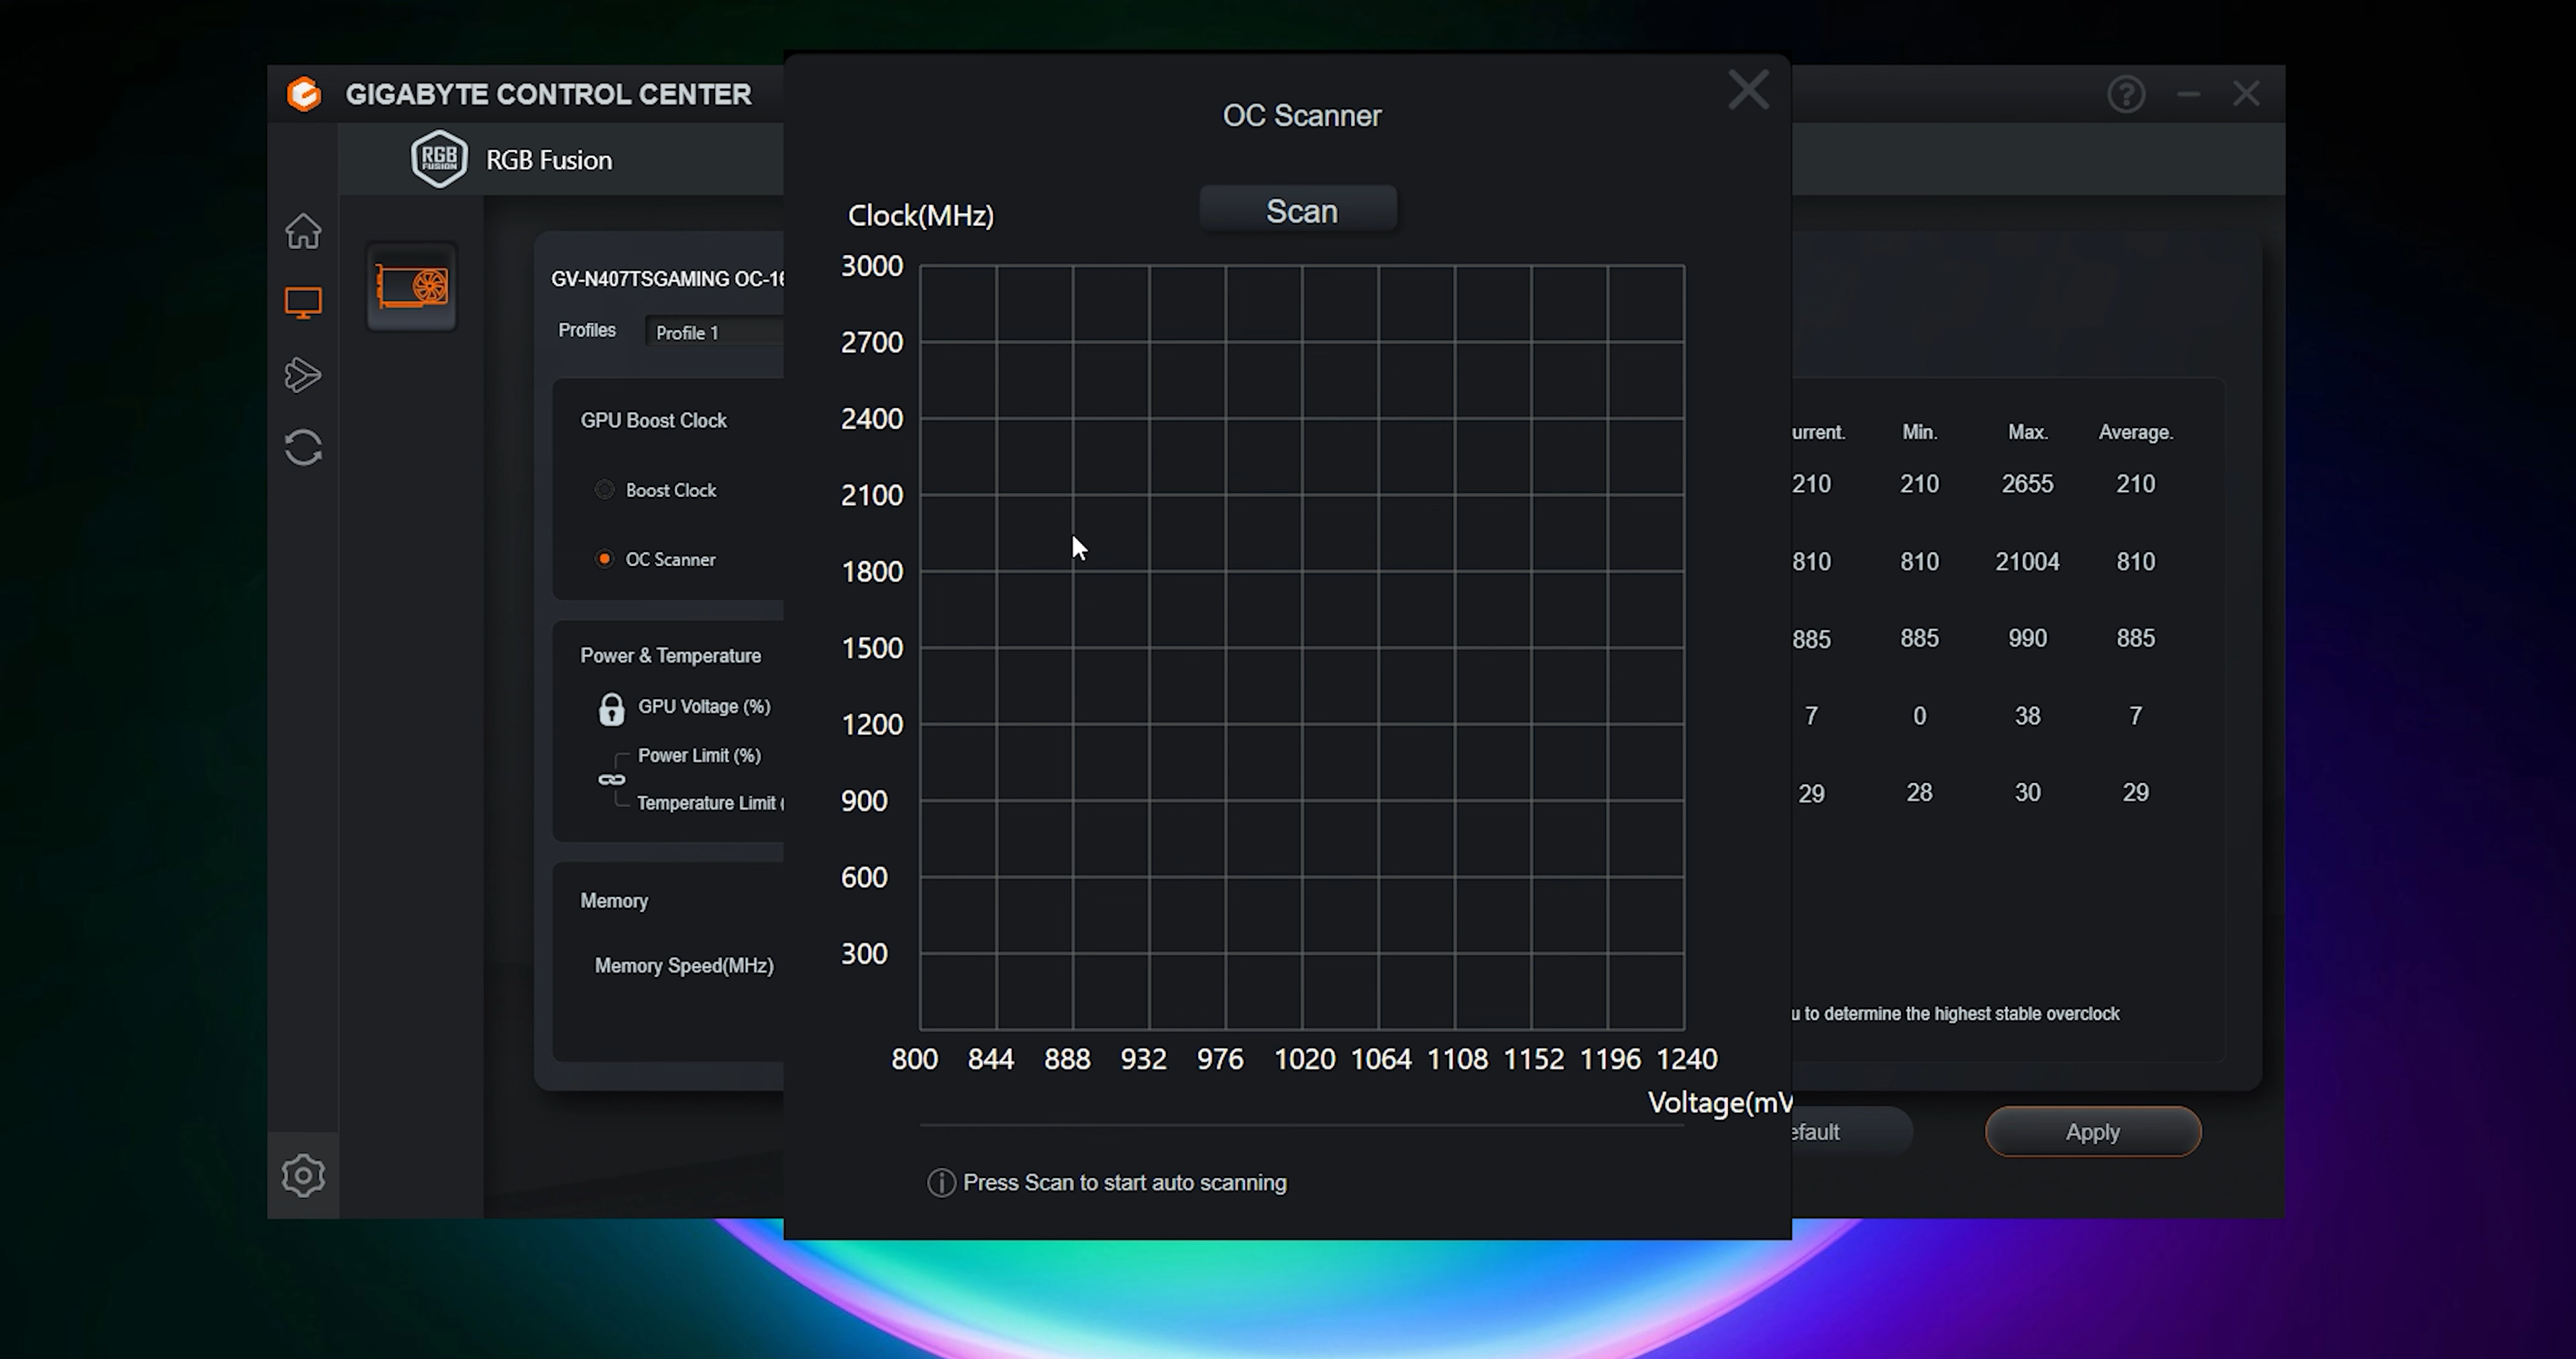 GIGABYTE CONTROL CENTER
RGB FUSION
RGB Fusion
GV-N407TSGAMING OC-16
Profiles
Profile 1
GPU Boost Clock
Boost Clock
OC Scanner
Power & Temperature
GPU Voltage (%)
Power Limit (%)
Temperature Limit (
Memory
Memory Speed(MHz)
OC Scanner
Clock(MHz)
Scan
3000
2700
2400
2100
1800
1500
1200
900
600
300
800 844 888 932 976 1020 1064 1108 1152 1196 1240
Voltage(mV
Press Scan to start auto scanning
urrent. Min. Max. Average.
210 210 2655 210
810 810 21004 810
885 885 990 885
7 0 38 7
29 28 30 29
u to determine the highest stable overclock
efault
Apply